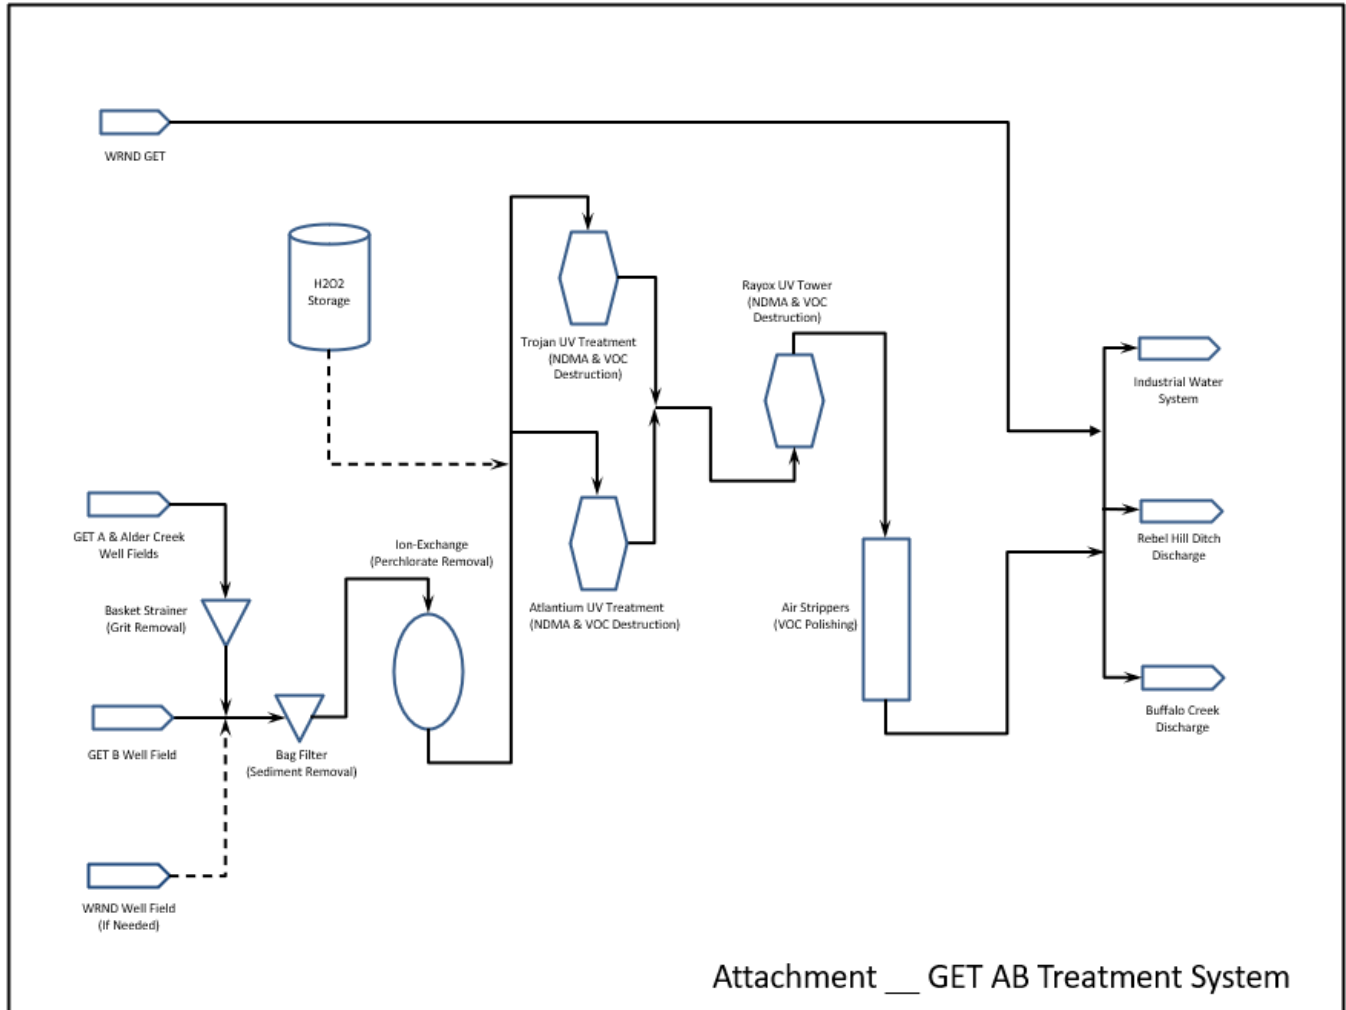 WRND GET
H2O2
Storage
Trojan UV Treatment
(NDMA & VOC
Destruction)
Rayox UV Tower
(NDMA & VOC
Destruction)
Industrial Water
System
GET A & Alder Creek
Well Fields
Ion-Exchange
(Perchlorate Removal)
Rebel Hill Ditch
Discharge
Basket Strainer
(Grit Removal)
Atlantium UV Treatment
(NDMA & VOC Destruction)
Air Strippers
(VOC Polishing)
GET B Well Field
Bag Filter
(Sediment Removal)
Buffalo Creek
Discharge
WRND Well Field
(If Needed)
Attachment __ GET AB Treatment System